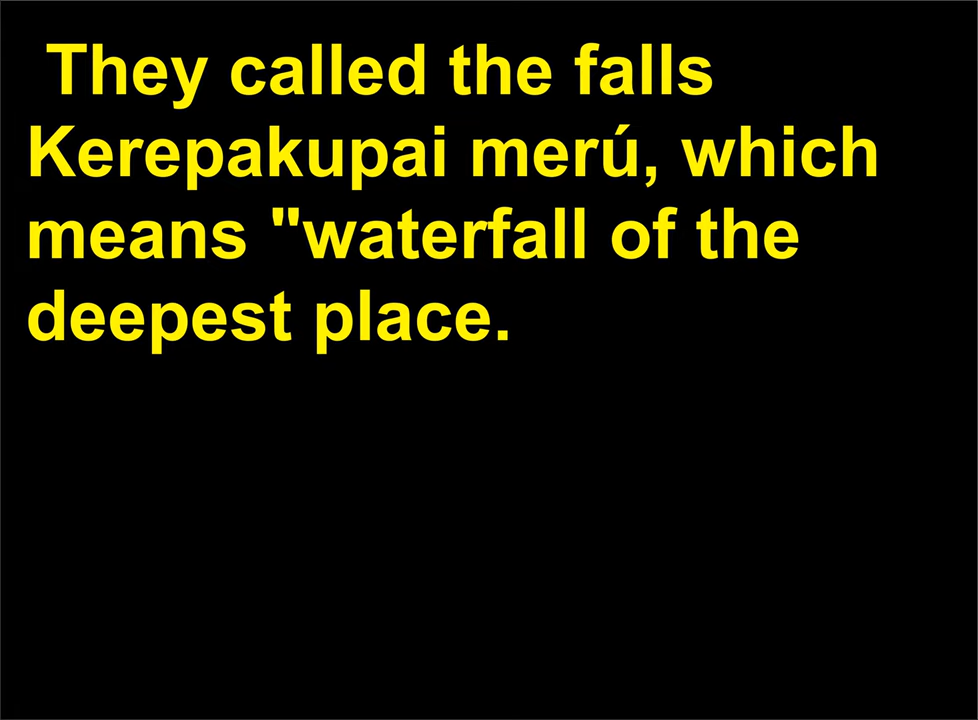 They called the falls
Kerepakupai merú, which
means "waterfall of the
deepest place.